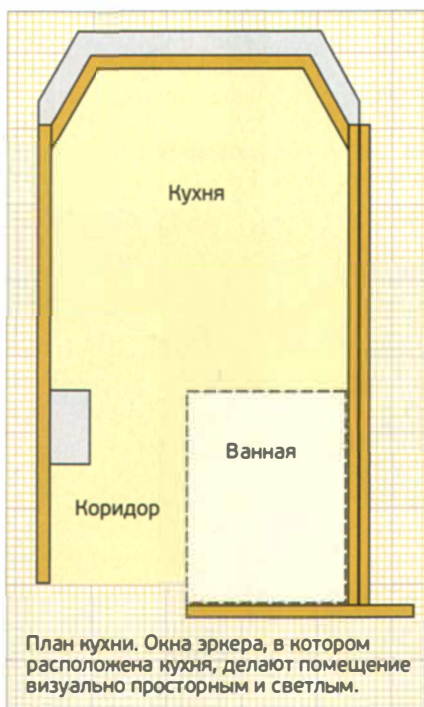 Кухня
Ванная
Коридор
План кухни. Окна эркера, в котором
расположена кухня, делают помещение
визуально просторным и светлым.